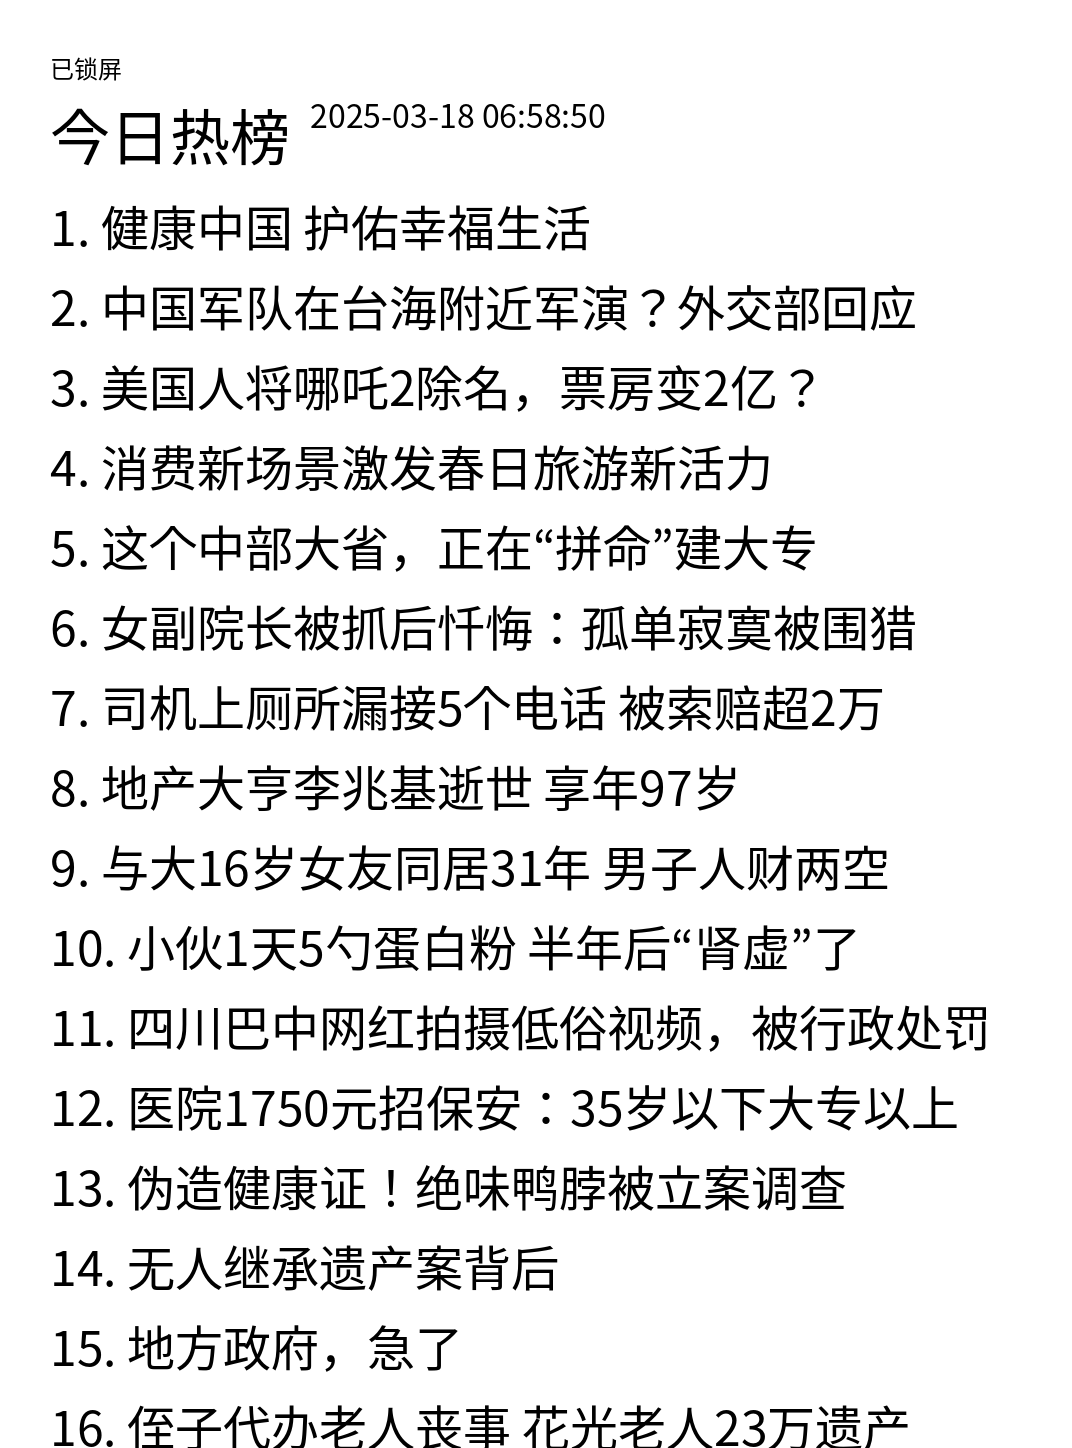 已锁屏
今日热榜 2025-03-18 06:58:50
1. 健康中国 护佑幸福生活
2. 中国军队在台海附近军演？外交部回应
3. 美国人将哪吒2除名，票房变2亿？
4. 消费新场景激发春日旅游新活力
5. 这个中部大省，正在“拼命”建大专
6. 女副院长被抓后忏悔：孤单寂寞被围猎
7. 司机上厕所漏接5个电话 被索赔超2万
8. 地产大亨李兆基逝世 享年97岁
9. 与大16岁女友同居31年 男子人财两空
10. 小伙1天5勺蛋白粉 半年后“肾虚”了
11. 四川巴中网红拍摄低俗视频，被行政处罚
12. 医院1750元招保安：35岁以下大专以上
13. 伪造健康证！绝味鸭脖被立案调查
14. 无人继承遗产案背后
15. 地方政府，急了
16. 侄子代办老人丧事 花光老人23万遗产